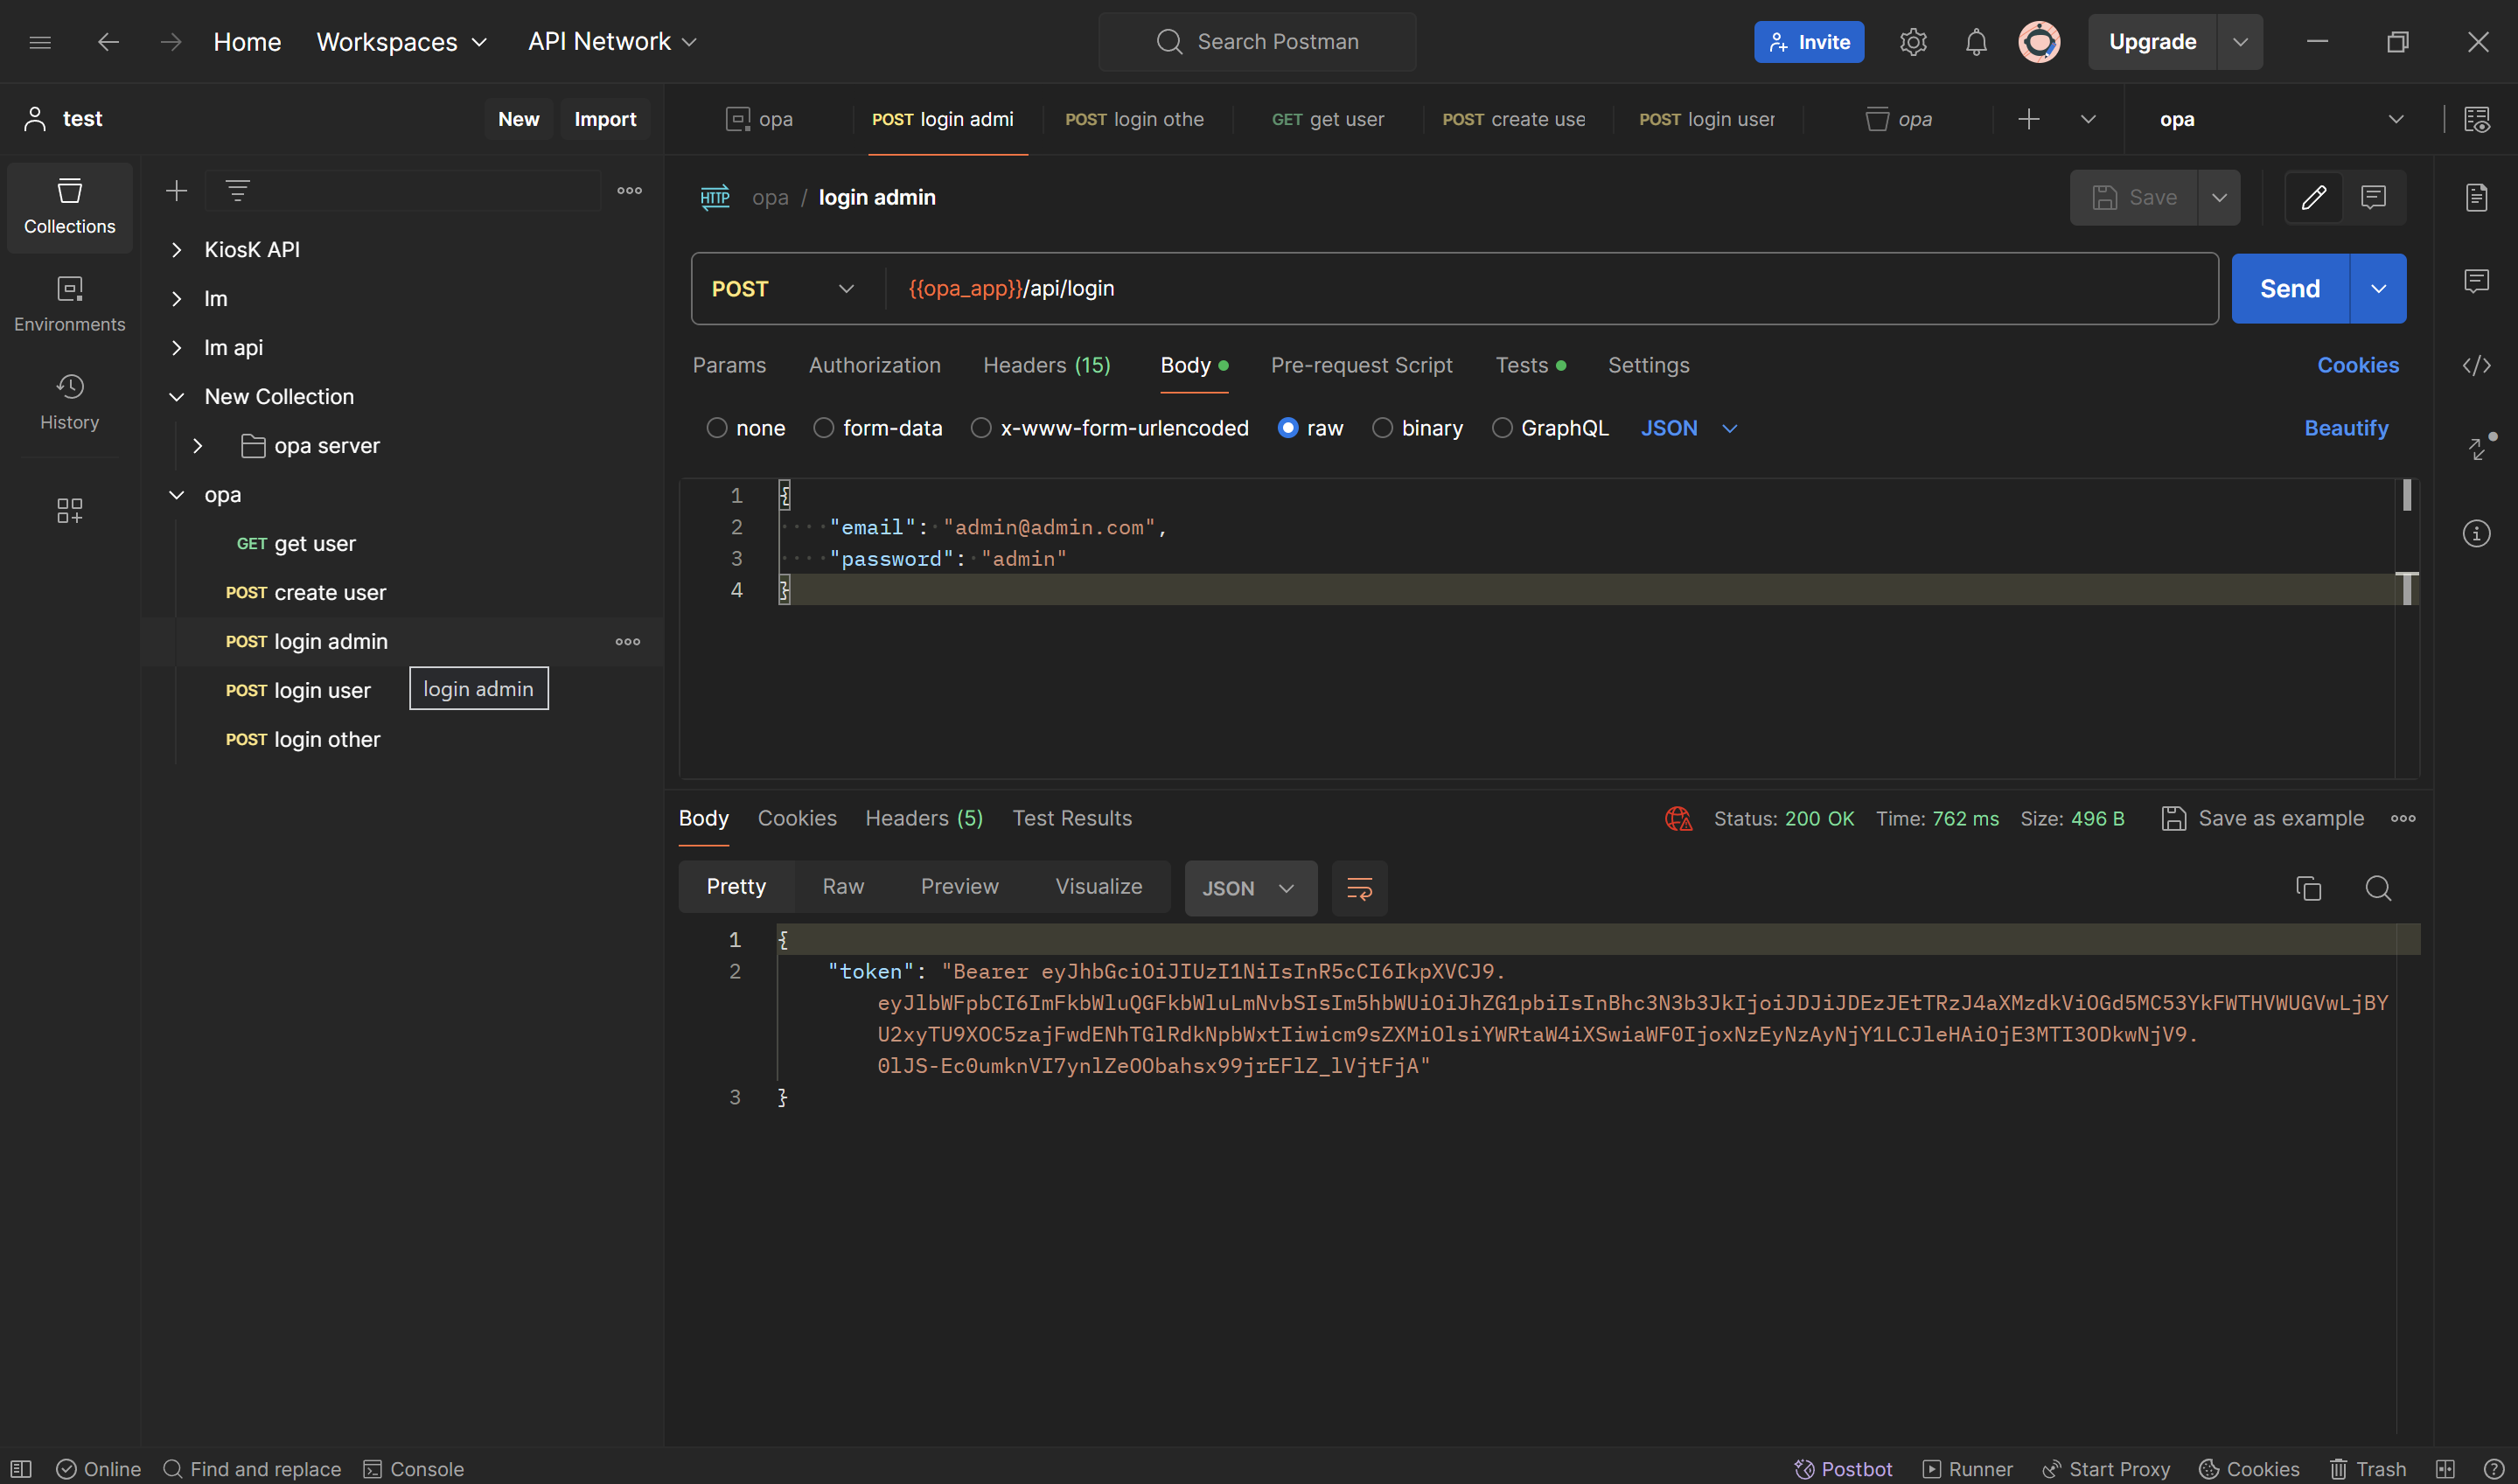 Home Workspaces API Network Search Postman Invite Upgrade
test New Import opa POST login admi POST login othe GET get user POST create use POST login user opa opa
Collections
Environments
History
KiosK API
lm
lm api
New Collection
opa server
opa
GET get user
POST create user
POST login admin
POST login user
login admin
POST login other
HTTP opa / login admin Save
POST {{opa_app}}/api/login Send
Params Authorization Headers (15) Body Pre-request Script Tests Settings Cookies
none form-data x-www-form-urlencoded raw binary GraphQL JSON Beautify
1 {
2 "email": "admin@admin.com",
3 "password": "admin"
4 }
Body Cookies Headers (5) Test Results Status: 200 OK Time: 762 ms Size: 496 B Save as example
Pretty Raw Preview Visualize JSON
1 {
2 "token": "Bearer eyJhbGciOiJIUzI1NiIsInR5cCI6IkpXVCJ9.
eyJlbWFpbCI6ImFkbWluQGFkbWluLmNvbSIsIm5hbWUiOiJhZG1pbiIsInBhc3N3b3JkIjoiJDJiJDEzJEtTRzJ4aXMzdkViOGd5MC53YkFWTHVWUGVwLjBY
U2xyTU9XOC5zajFwdENhTGlRdkNpbWxtIiwicm9sZXMiOlsiYWRtaW4iXSwiaWF0IjoxNzEyNzAyNjY1LCJleHAiOjE3MTI3ODkwNjV9.
0lJS-Ec0umknVI7ynlZeOObahsx99jrEFlZ_lVjtFjA"
3 }
Online Find and replace Console Postbot Runner Start Proxy Cookies Trash